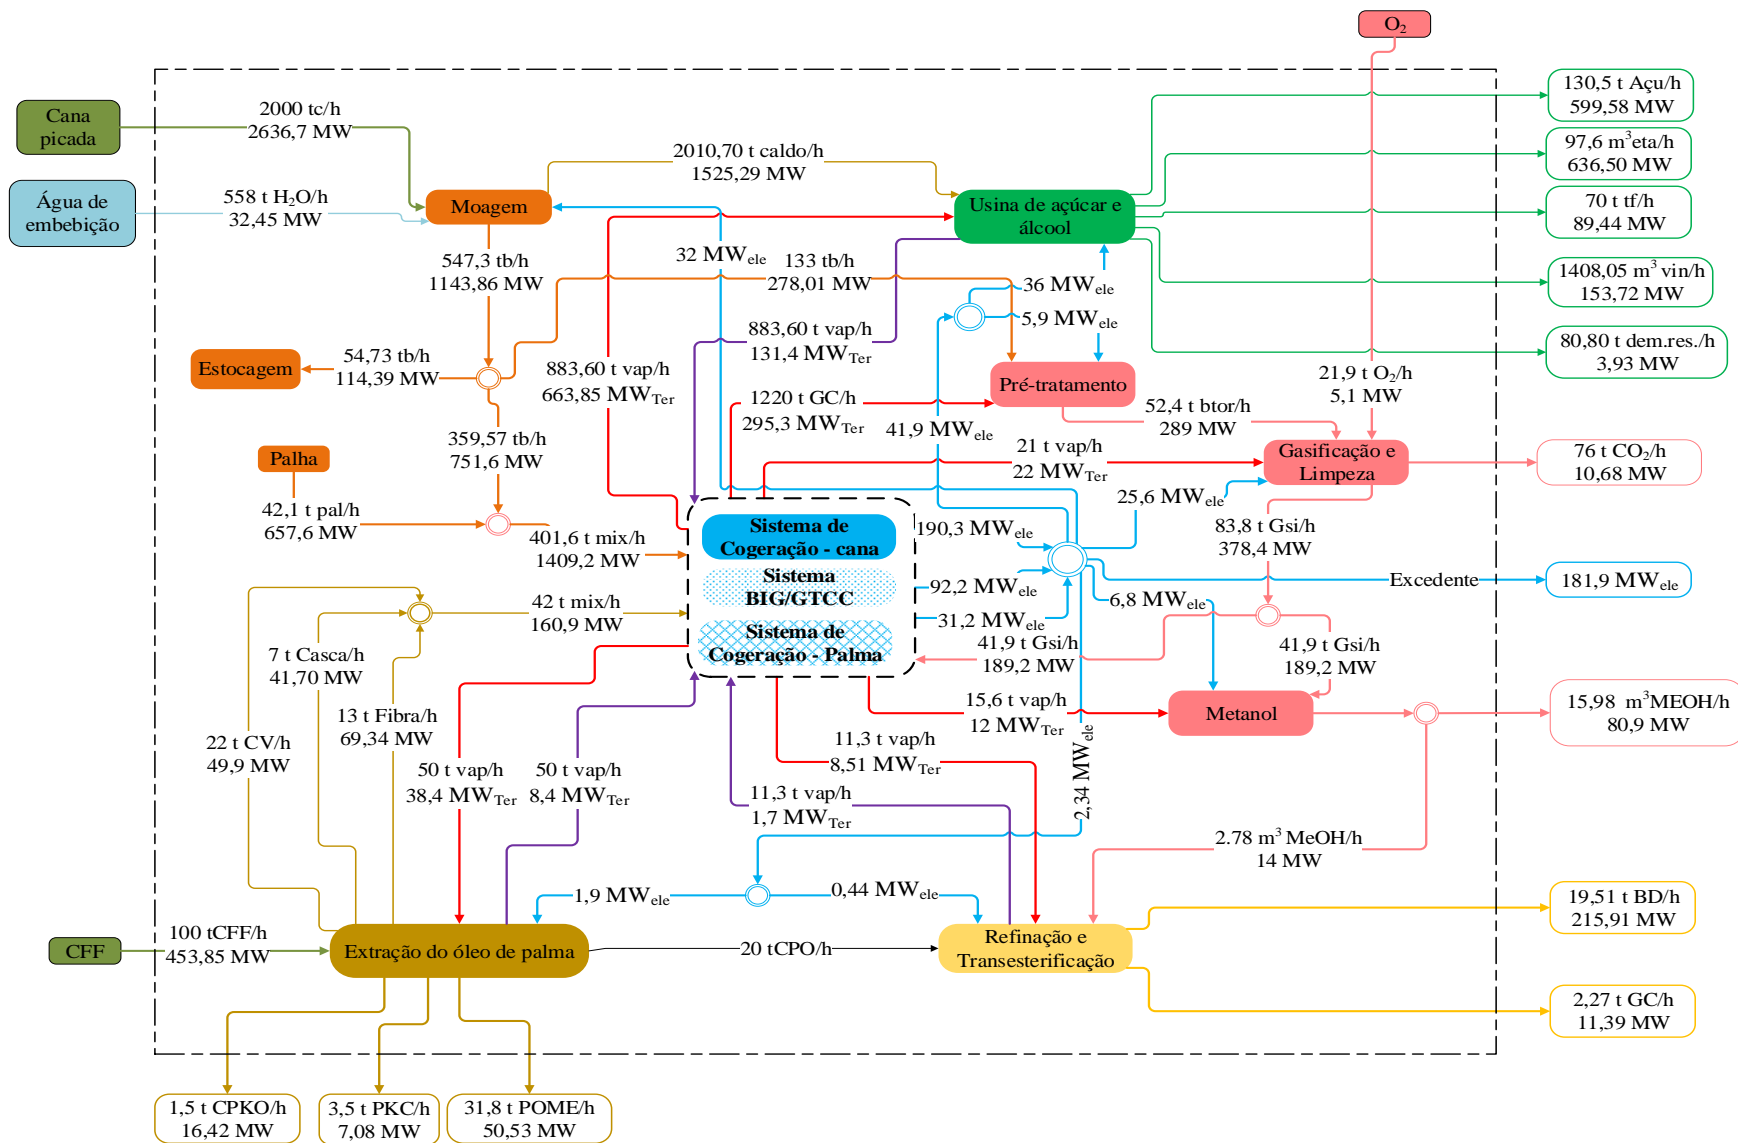 O₂
Cana
picada
2000 tc/h
2636,7 MW
Água de
embebição
558 t H₂O/h
32,45 MW
Moagem
2010,70 t caldo/h
1525,29 MW
Usina de açúcar e
álcool
130,5 t Açu/h
599,58 MW
97,6 m³eta/h
636,50 MW
70 t tf/h
89,44 MW
1408,05 m³ vin/h
153,72 MW
80,80 t dem.res./h
3,93 MW
547,3 tb/h
1143,86 MW
32 MWele
133 tb/h
278,01 MW
36 MWele
5,9 MWele
883,60 t vap/h
131,4 MWTer
Estocagem
54,73 tb/h
114,39 MW
883,60 t vap/h
663,85 MWTer
Pré-tratamento
21,9 t O₂/h
5,1 MW
1220 t GC/h
295,3 MWTer
41,9 MWele
52,4 t btor/h
289 MW
359,57 tb/h
751,6 MW
Palha
21 t vap/h
22 MWTer
Gasificação e
Limpeza
76 t CO₂/h
10,68 MW
42,1 t pal/h
657,6 MW
401,6 t mix/h
1409,2 MW
Sistema de
Cogeração - cana
Sistema
BIG/GTCC
Sistema de
Cogeração - Palma
190,3 MWele
92,2 MWele
31,2 MWele
25,6 MWele
83,8 t Gsi/h
378,4 MW
Excedente
181,9 MWele
6,8 MWele
41,9 t Gsi/h
189,2 MW
41,9 t Gsi/h
189,2 MW
42 t mix/h
160,9 MW
7 t Casca/h
41,70 MW
13 t Fibra/h
69,34 MW
22 t CV/h
49,9 MW
50 t vap/h
38,4 MWTer
50 t vap/h
8,4 MWTer
15,6 t vap/h
12 MWTer
Metanol
15,98 m³MEOH/h
80,9 MW
11,3 t vap/h
8,51 MWTer
11,3 t vap/h
1,7 MWTer
2,34 MWele
2.78 m³ MeOH/h
14 MW
1,9 MWele
0,44 MWele
CFF
100 tCFF/h
453,85 MW
Extração do óleo de palma
20 tCPO/h
Refinação e
Transesterificação
19,51 t BD/h
215,91 MW
2,27 t GC/h
11,39 MW
1,5 t CPKO/h
16,42 MW
3,5 t PKC/h
7,08 MW
31,8 t POME/h
50,53 MW